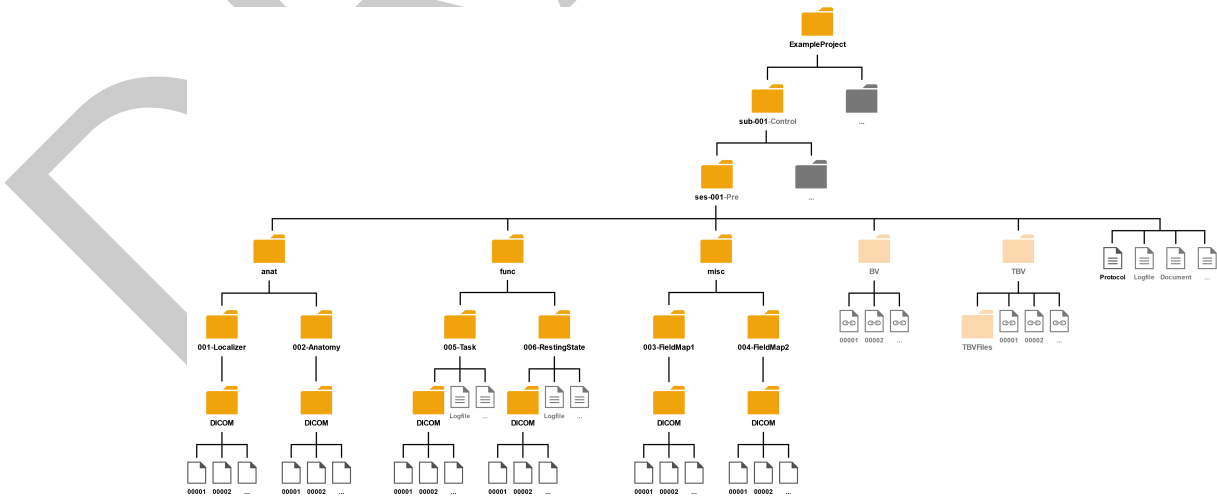 ExampleProject
sub-001-Control ...
ses-001-Pre ...
anat func misc BV TBV
Protocol Logfile Document ...
001-Localizer 002-Anatomy 005-Task 006-RestingState 003-FieldMap1 004-FieldMap2
00001 00002 ... TBVFiles 00001 00002 ...
Logfile ... Logfile ...
DICOM DICOM DICOM DICOM DICOM DICOM
00001 00002 ... 00001 00002 ... 00001 00002 ... 00001 00002 ... 00001 00002 ... 00001 00002 ...